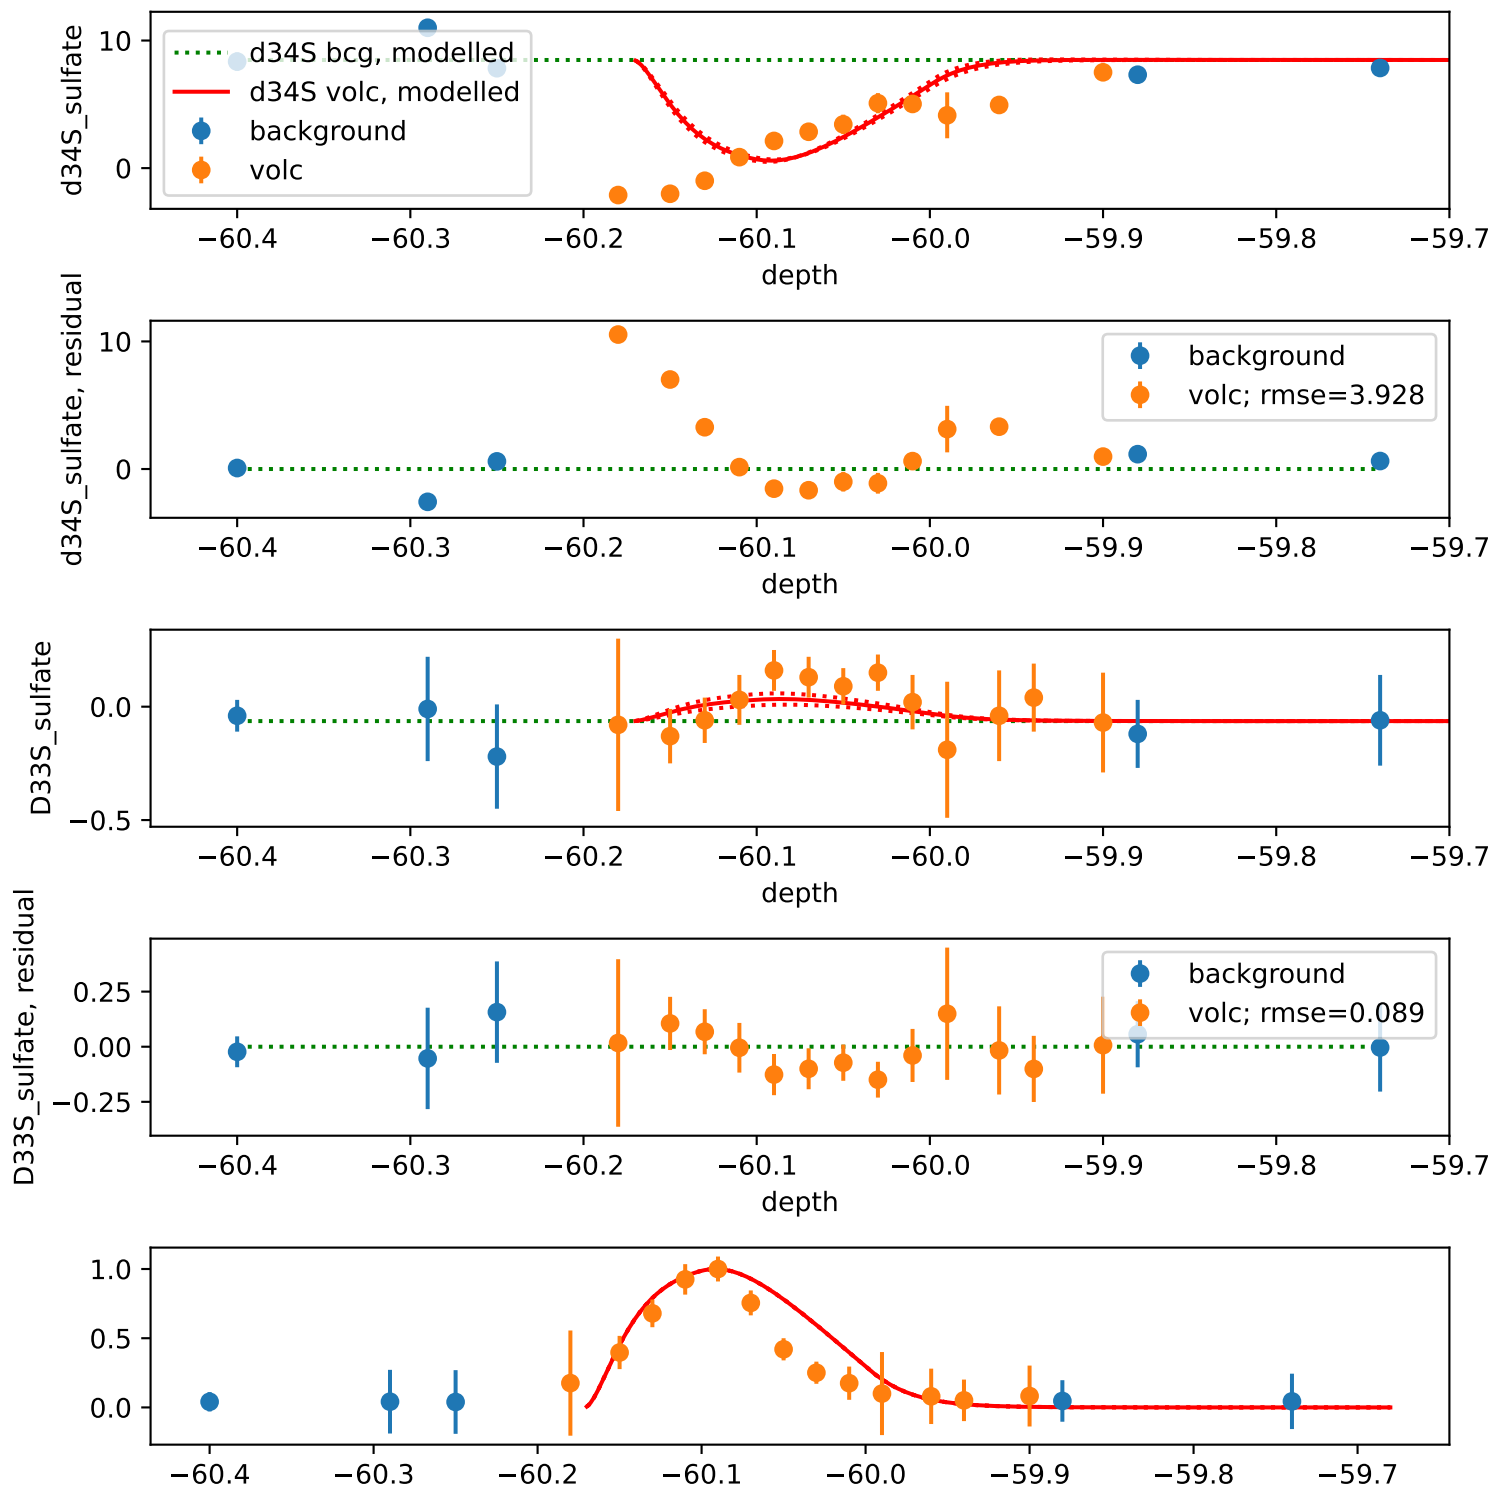 d34S_sulfate
10
0
d34S bcg, modelled
d34S volc, modelled
background
volc
−60.4 −60.3 −60.2 −60.1 −60.0 −59.9 −59.8 −59.7
depth
d34S_sulfate, residual
10
0
background
volc; rmse=3.928
−60.4 −60.3 −60.2 −60.1 −60.0 −59.9 −59.8 −59.7
depth
D33S_sulfate
0.0
−0.5
−60.4 −60.3 −60.2 −60.1 −60.0 −59.9 −59.8 −59.7
depth
D33S_sulfate, residual
0.25
0.00
−0.25
background
volc; rmse=0.089
−60.4 −60.3 −60.2 −60.1 −60.0 −59.9 −59.8 −59.7
depth
1.0
0.5
0.0
−60.4 −60.3 −60.2 −60.1 −60.0 −59.9 −59.8 −59.7